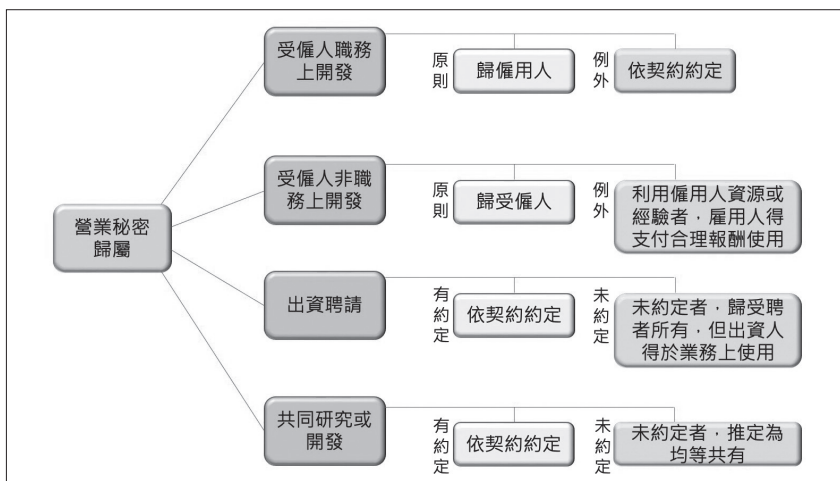 營業秘密
歸屬
受僱人職務
上開發
原則
歸僱用人
例外
依契約約定
受僱人非職
務上開發
原則
歸受僱人
例外
利用僱用人資源或
經驗者，雇用人得
支付合理報酬使用
出資聘請
有約定
依契約約定
未約定
未約定者，歸受聘
者所有，但出資人
得於業務上使用
共同研究或
開發
有約定
依契約約定
未約定
未約定者，推定為
均等共有